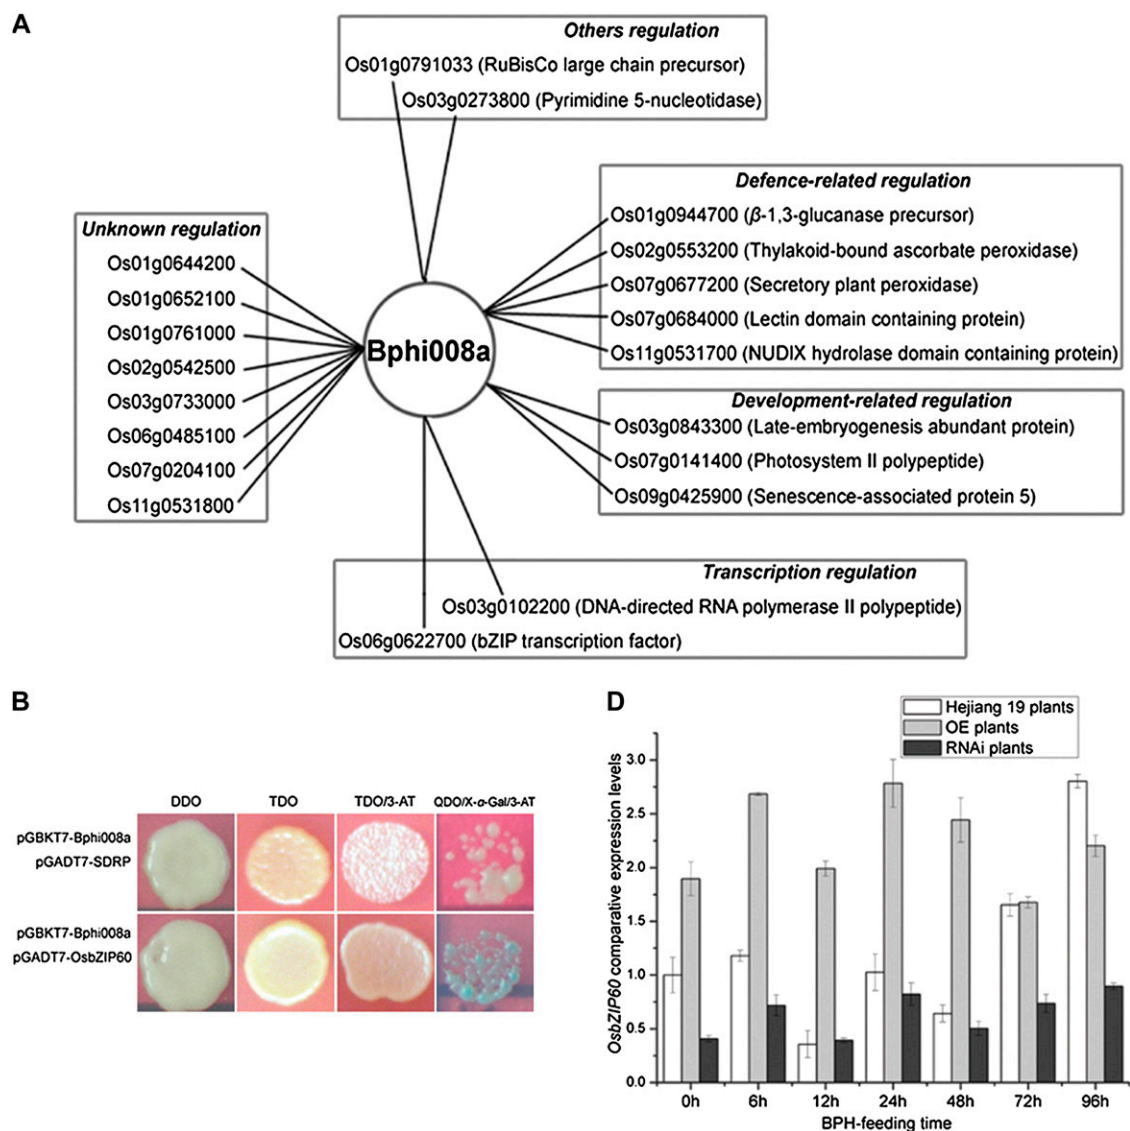 A
Others regulation
Os01g0791033 (RuBisCo large chain precursor)
Os03g0273800 (Pyrimidine 5-nucleotidase)
Unknown regulation
Os01g0644200
Os01g0652100
Os01g0761000
Os02g0542500
Os03g0733000
Os06g0485100
Os07g0204100
Os11g0531800
Bphi008a
Defence-related regulation
Os01g0944700 (β-1,3-glucanase precursor)
Os02g0553200 (Thylakoid-bound ascorbate peroxidase)
Os07g0677200 (Secretory plant peroxidase)
Os07g0684000 (Lectin domain containing protein)
Os11g0531700 (NUDIX hydrolase domain containing protein)
Development-related regulation
Os03g0843300 (Late-embryogenesis abundant protein)
Os07g0141400 (Photosystem II polypeptide)
Os09g0425900 (Senescence-associated protein 5)
Transcription regulation
Os03g0102200 (DNA-directed RNA polymerase II polypeptide)
Os06g0622700 (bZIP transcription factor)
B
DDO TDO TDO/3-AT QDO/X-α-Gal/3-AT
pGBKT7-Bphi008a
pGADT7-SDRP
pGBKT7-Bphi008a
pGADT7-OsbZIP60
D
Hejiang 19 plants
OE plants
RNAi plants
OsbZIP60 comparative expression levels
3.0
2.5
2.0
1.5
1.0
0.5
0.0
0h 6h 12h 24h 48h 72h 96h
BPH-feeding time